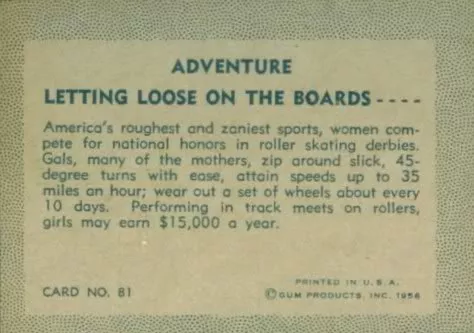 ADVENTURE
LETTING LOOSE ON THE BOARDS ----
America's roughest and zaniest sports, women com-
pete for national honors in roller skating derbies.
Gals, many of the mothers, zip around slick, 45-
degree turns with ease, attain speeds up to 35
miles an hour; wear out a set of wheels about every
10 days. Performing in track meets on rollers,
girls may earn $15,000 a year.
PRINTED IN U.S.A.
CARD NO. 81
© GUM PRODUCTS, INC. 1956